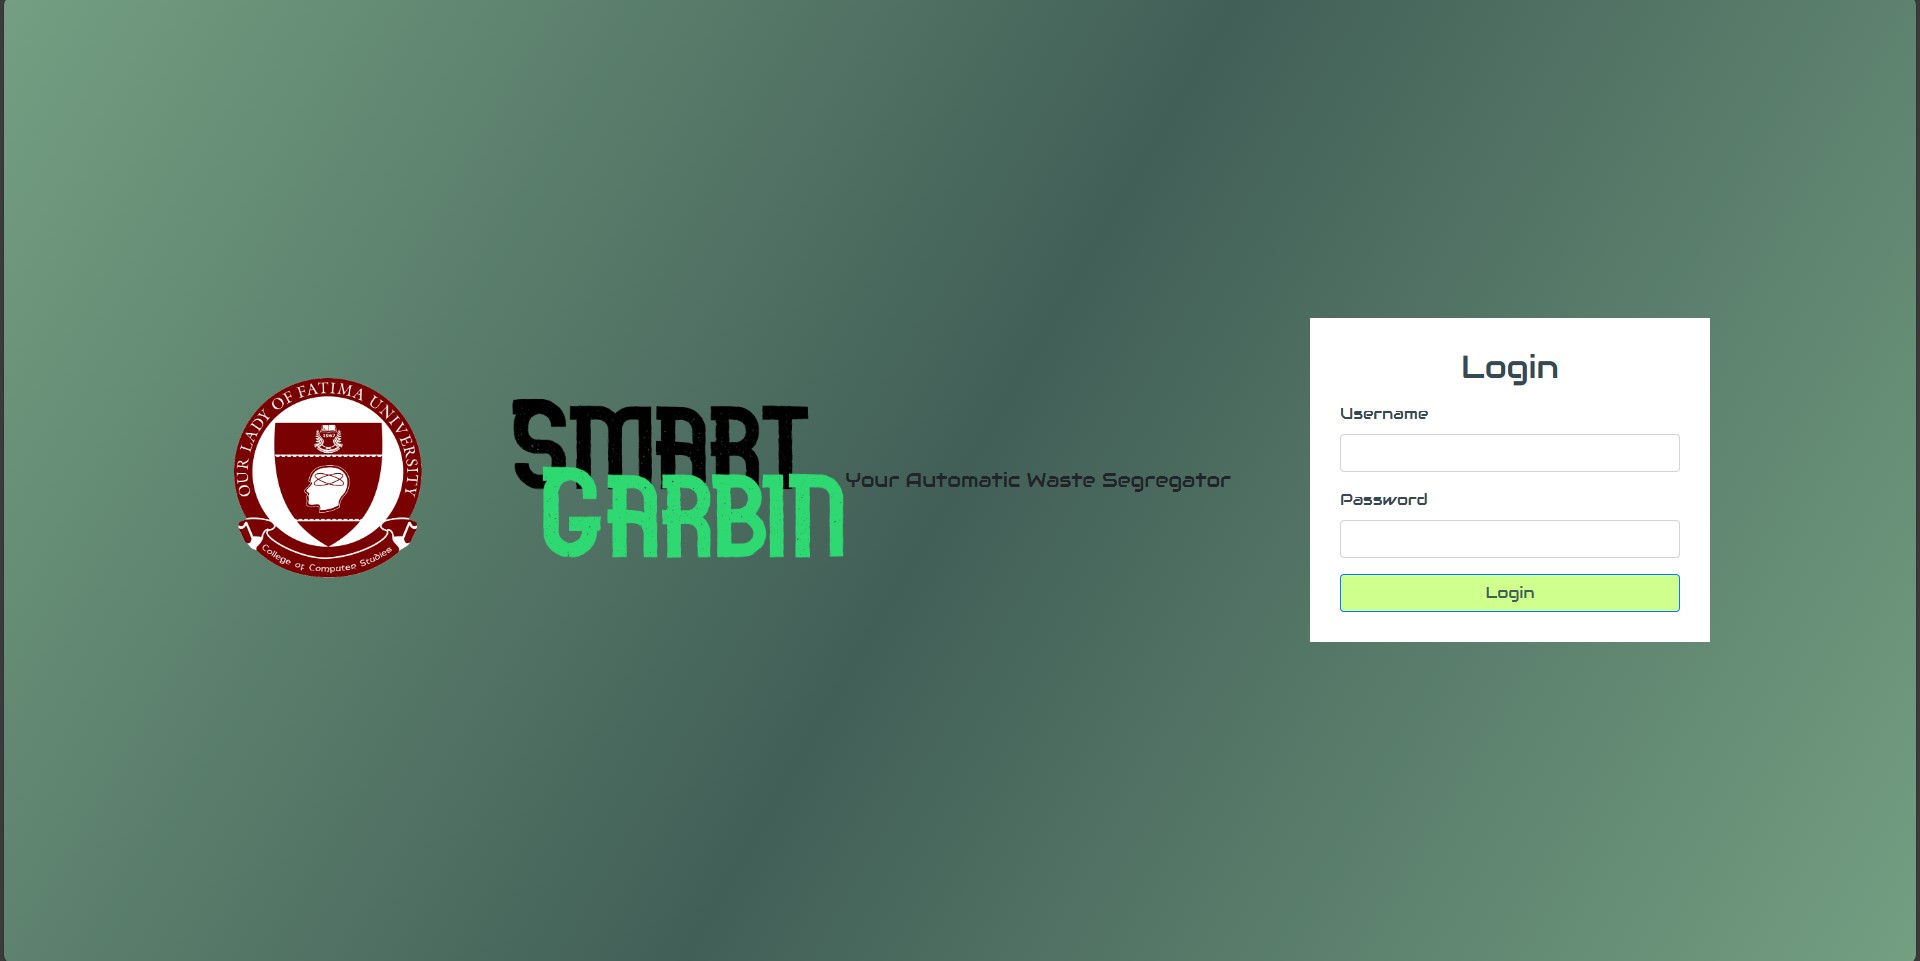 OUR LADY OF FATIMA UNIVERSITY
1967
College of Computer Studies
SMART
GARBIN
Your Automatic Waste Segregator
Login
Username
Password
Login